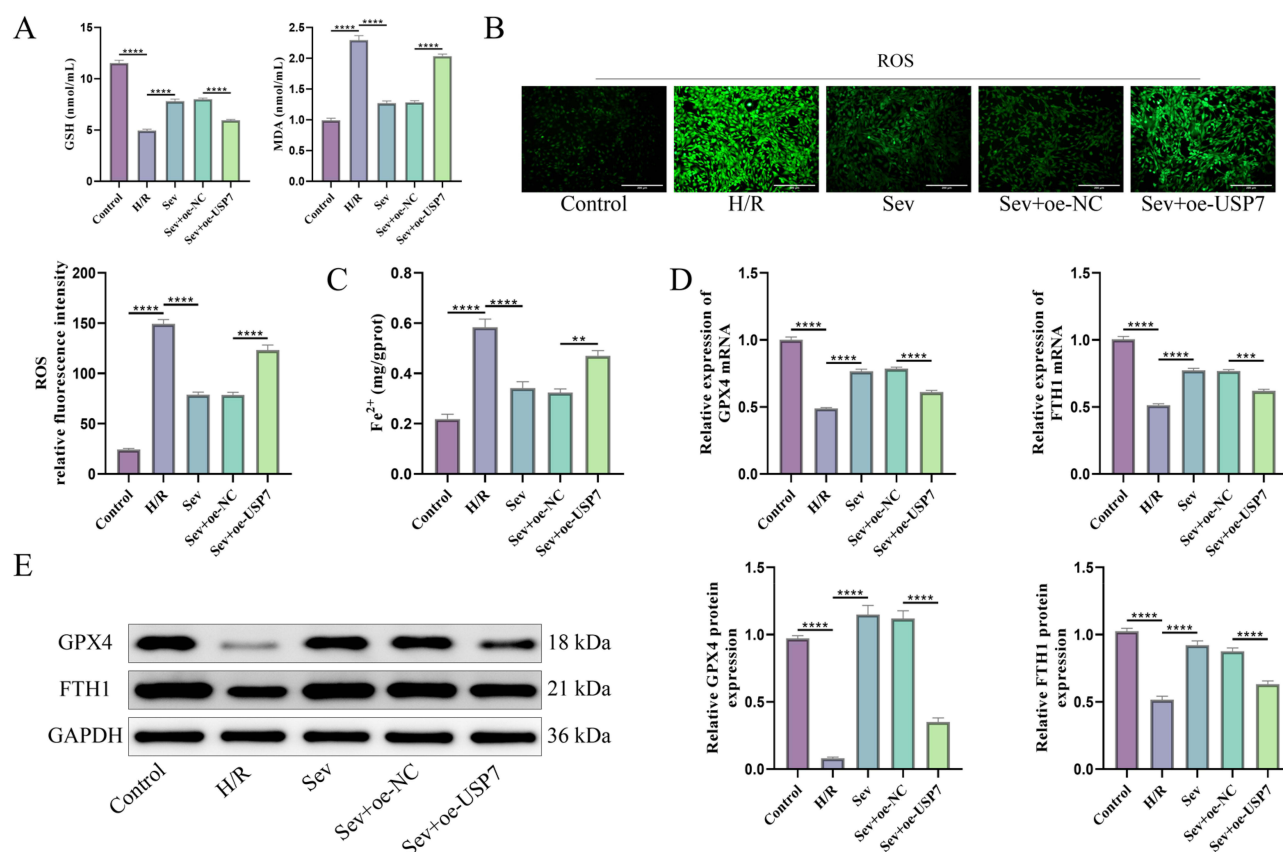 A
GSH (nmol/mL)
15
10
5
0
****
****
****
Control
H/R
Sev
Sev+oe-NC
Sev+oe-USP7
MDA (nmol/mL)
2.5
2.0
1.5
1.0
0.5
0.0
****
****
****
Control
H/R
Sev
Sev+oe-NC
Sev+oe-USP7
B
ROS
Control
H/R
Sev
Sev+oe-NC
Sev+oe-USP7
ROS
relative fluorescence intensity
200
150
100
50
0
****
****
****
Control
H/R
Sev
Sev+oe-NC
Sev+oe-USP7
C
Fe2+ (mg/gprot)
0.8
0.6
0.4
0.2
0.0
****
****
**
Control
H/R
Sev
Sev+oe-NC
Sev+oe-USP7
D
Relative expression of
GPX4 mRNA
1.5
1.0
0.5
0.0
****
****
****
Control
H/R
Sev
Sev+oe-NC
Sev+oe-USP7
Relative expression of
FTH1 mRNA
1.5
1.0
0.5
0.0
****
****
***
Control
H/R
Sev
Sev+oe-NC
Sev+oe-USP7
E
GPX4
18 kDa
FTH1
21 kDa
GAPDH
36 kDa
Control
H/R
Sev
Sev+oe-NC
Sev+oe-USP7
Relative GPX4 protein
expression
1.5
1.0
0.5
0.0
****
****
****
Control
H/R
Sev
Sev+oe-NC
Sev+oe-USP7
Relative FTH1 protein
expression
1.5
1.0
0.5
0.0
****
****
****
Control
H/R
Sev
Sev+oe-NC
Sev+oe-USP7